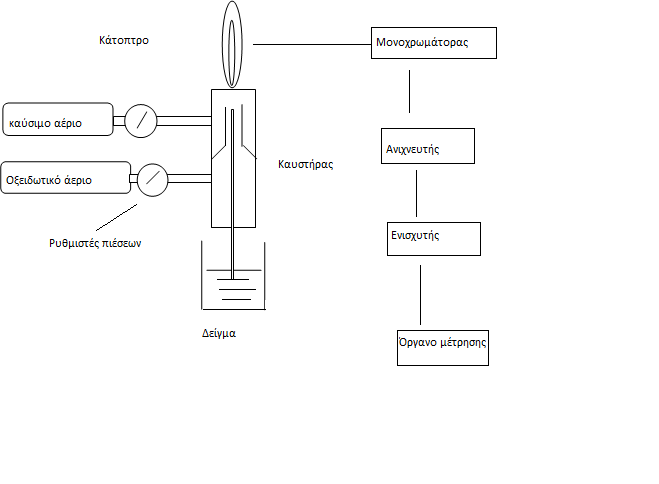 Κάτοπτρο
Μονοχρωμάτορας
καύσιμο αέριο
Ανιχνευτής
Καυστήρας
Οξειδωτικό άεριο
Ρυθμιστές πιέσεων
Ενισχυτής
Δείγμα
Όργανο μέτρησης